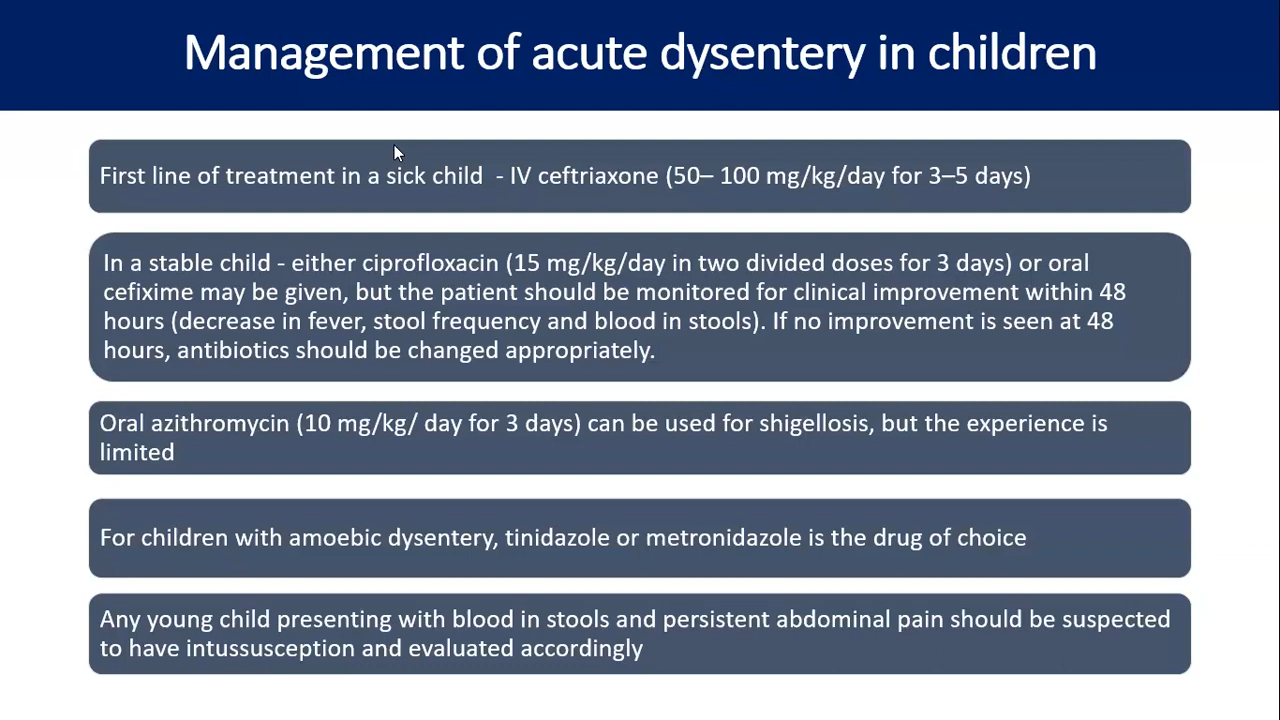 Management of acute dysentery in children
First line of treatment in a sick child  - IV ceftriaxone (50– 100 mg/kg/day for 3–5 days)
In a stable child - either ciprofloxacin (15 mg/kg/day in two divided doses for 3 days) or oral
cefixime may be given, but the patient should be monitored for clinical improvement within 48
hours (decrease in fever, stool frequency and blood in stools). If no improvement is seen at 48
hours, antibiotics should be changed appropriately.
Oral azithromycin (10 mg/kg/ day for 3 days) can be used for shigellosis, but the experience is
limited
For children with amoebic dysentery, tinidazole or metronidazole is the drug of choice
Any young child presenting with blood in stools and persistent abdominal pain should be suspected
to have intussusception and evaluated accordingly